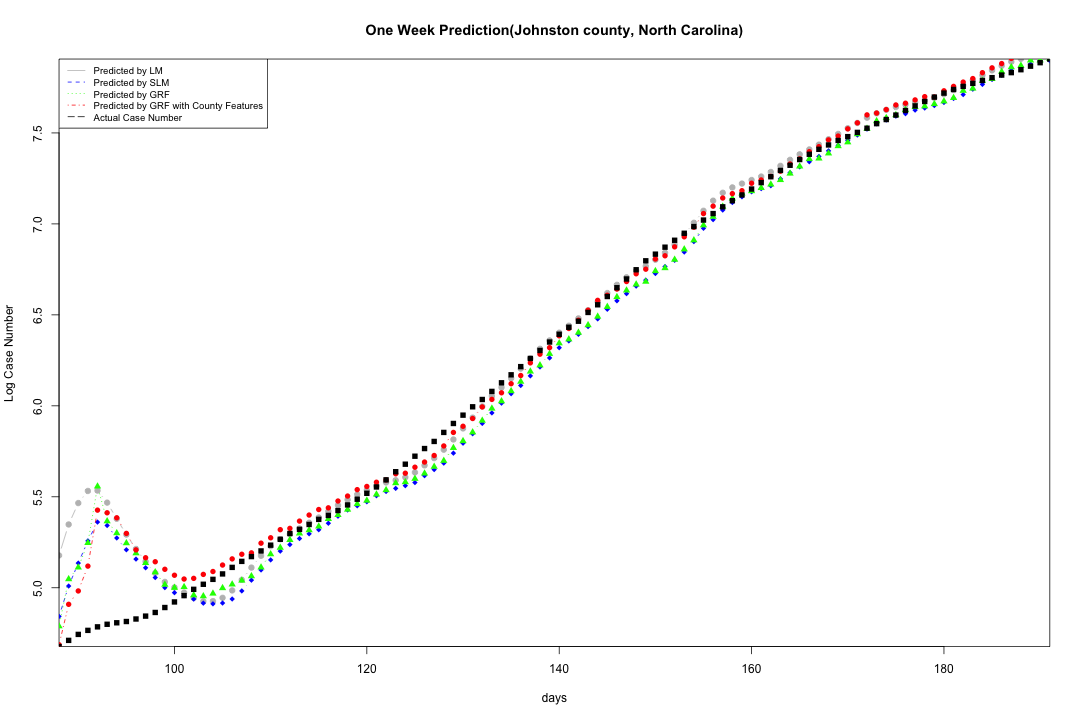 One Week Prediction(Johnston county, North Carolina)
Predicted by LM
Predicted by SLM
Predicted by GRF
Predicted by GRF with County Features
Actual Case Number
Log Case Number
7.5
7.0
6.5
6.0
5.5
5.0
100 120 140 160 180
days